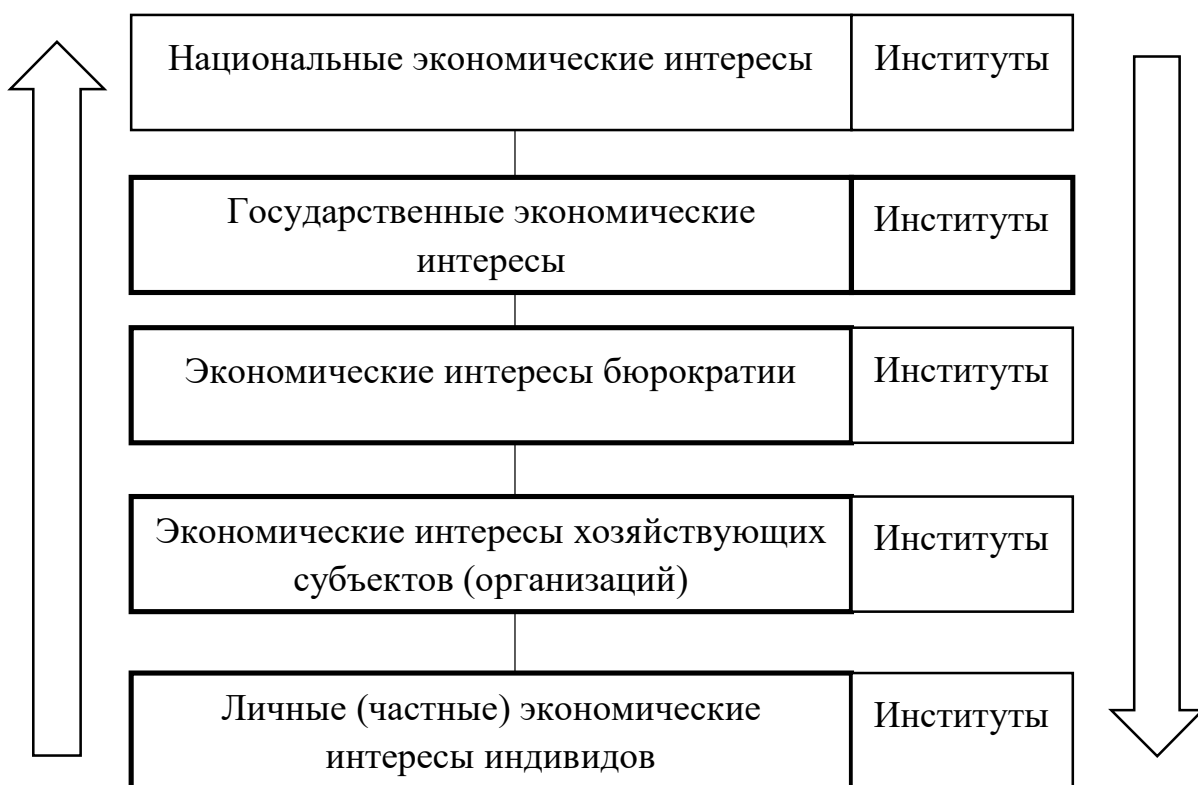 Национальные экономические интересы
Институты
Государственные экономические
интересы
Институты
Экономические интересы бюрократии
Институты
Экономические интересы хозяйствующих
субъектов (организаций)
Институты
Личные (частные) экономические
интересы индивидов
Институты